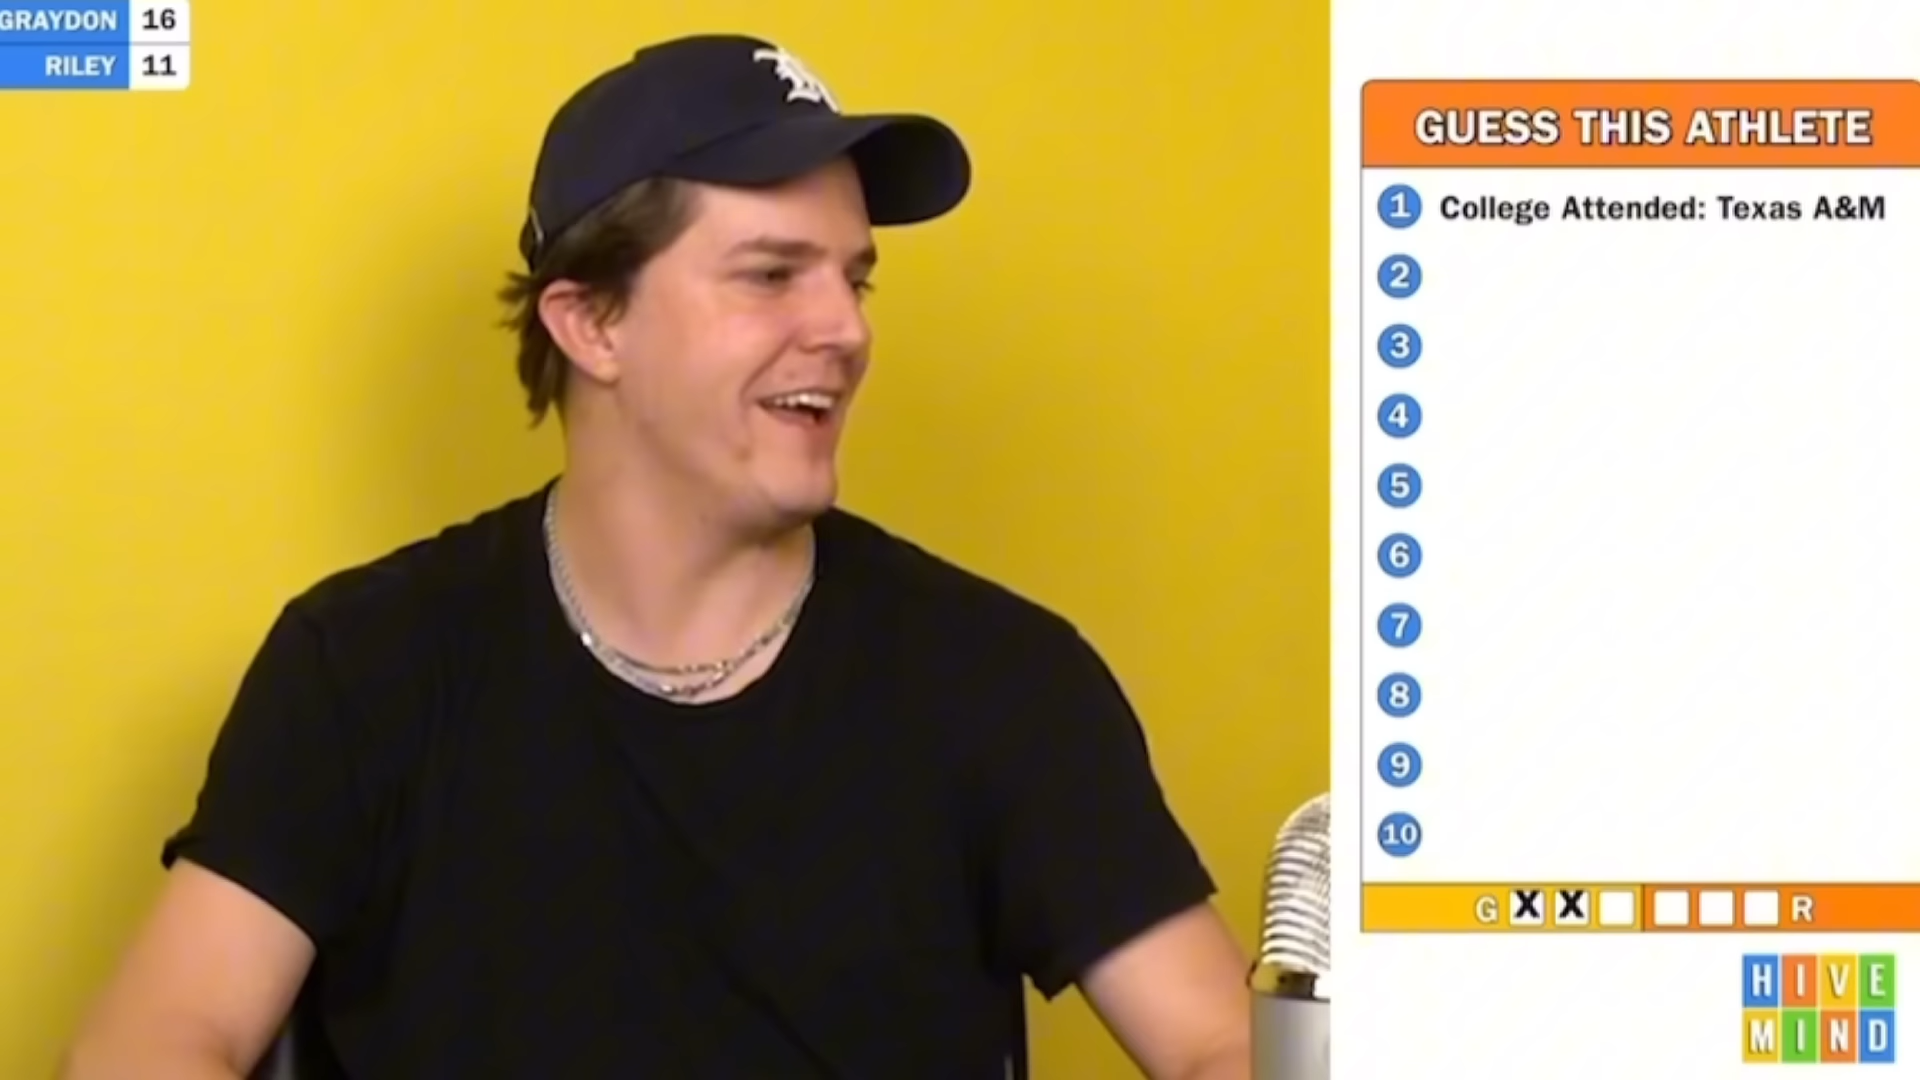 GRAYDON 16
RILEY 11
GUESS THIS ATHLETE
1 College Attended: Texas A&M
2
3
4
5
6
7
8
9
10
G X X R
HIVE
MIND